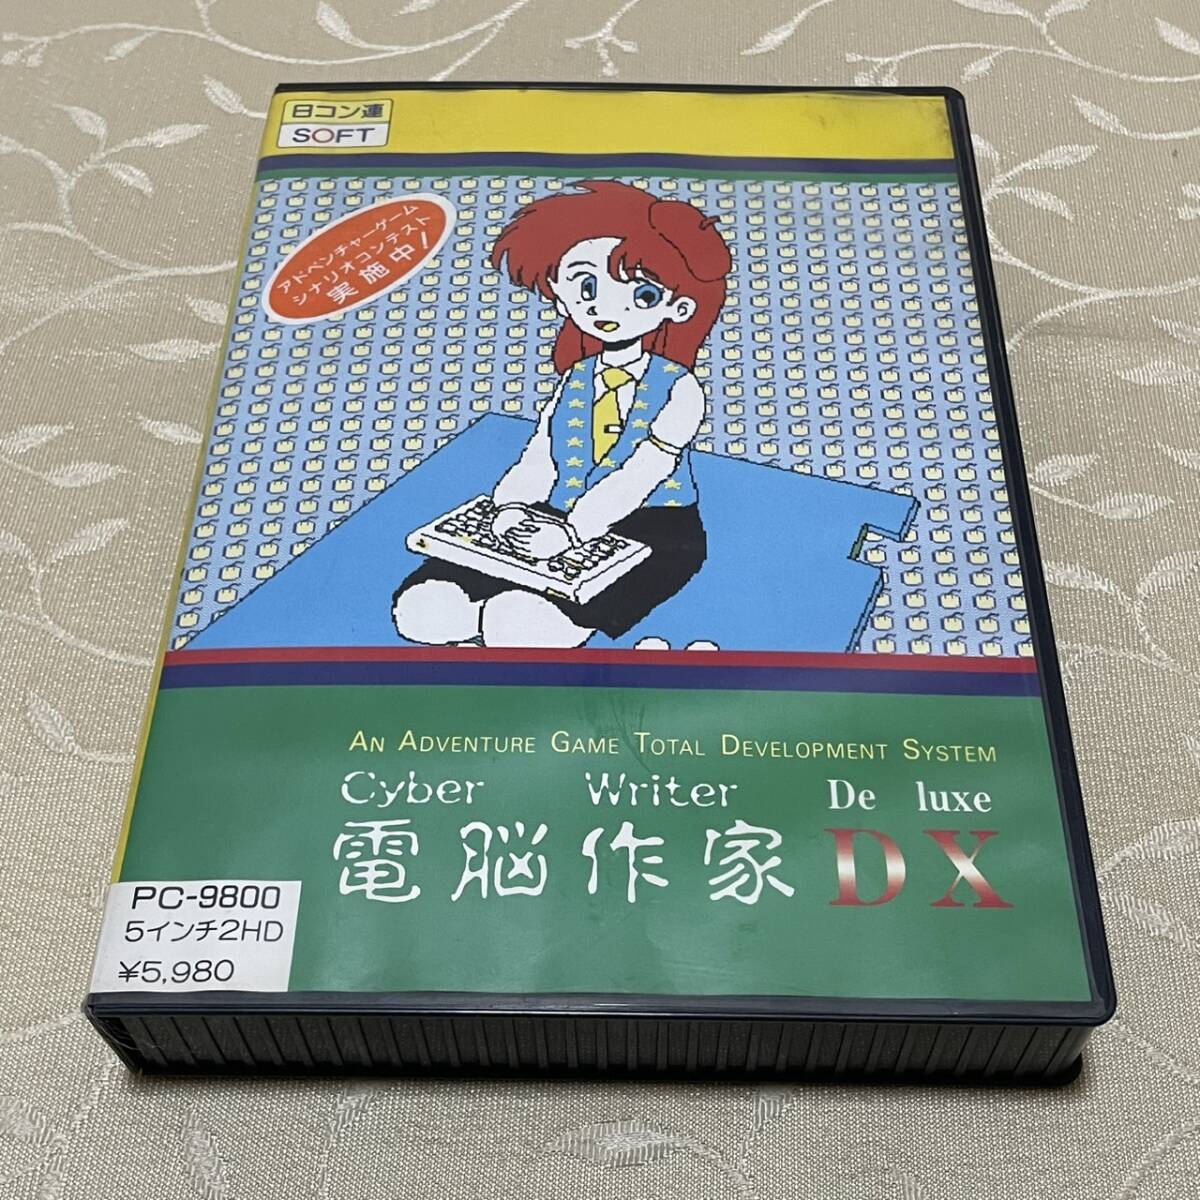 日コン連
SOFT
アドベンチャーゲーム
シナリオコンテスト
実施中!
AN ADVENTURE GAME TOTAL DEVELOPMENT SYSTEM
Cyber Writer De luxe
電脳作家DX
PC-9800
5インチ2HD
¥5,980